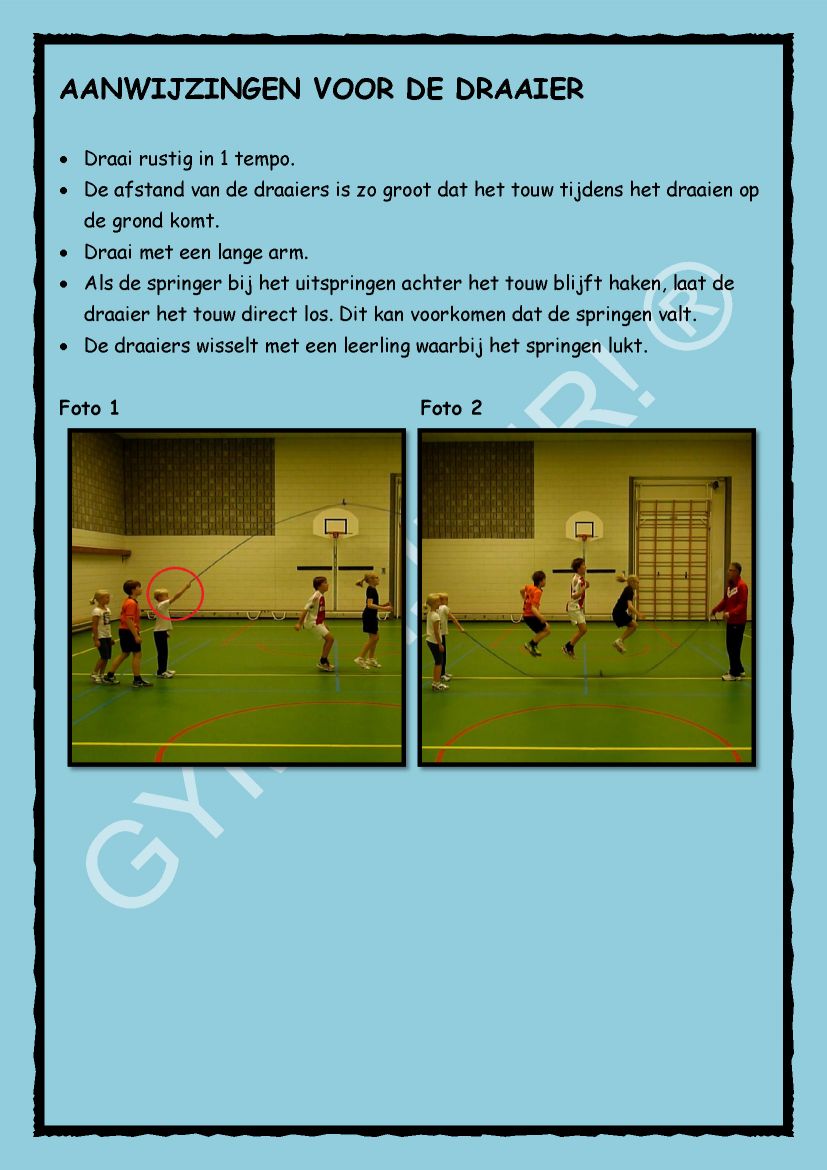 AANWIJZINGEN VOOR DE DRAAIER
• Draai rustig in 1 tempo.
• De afstand van de draaiers is zo groot dat het touw tijdens het draaien op
de grond komt.
• Draai met een lange arm.
• Als de springer bij het uitspringen achter het touw blijft haken, laat de
draaier het touw direct los. Dit kan voorkomen dat de springen valt.
• De draaiers wisselt met een leerling waarbij het springen lukt.
Foto 1 Foto 2